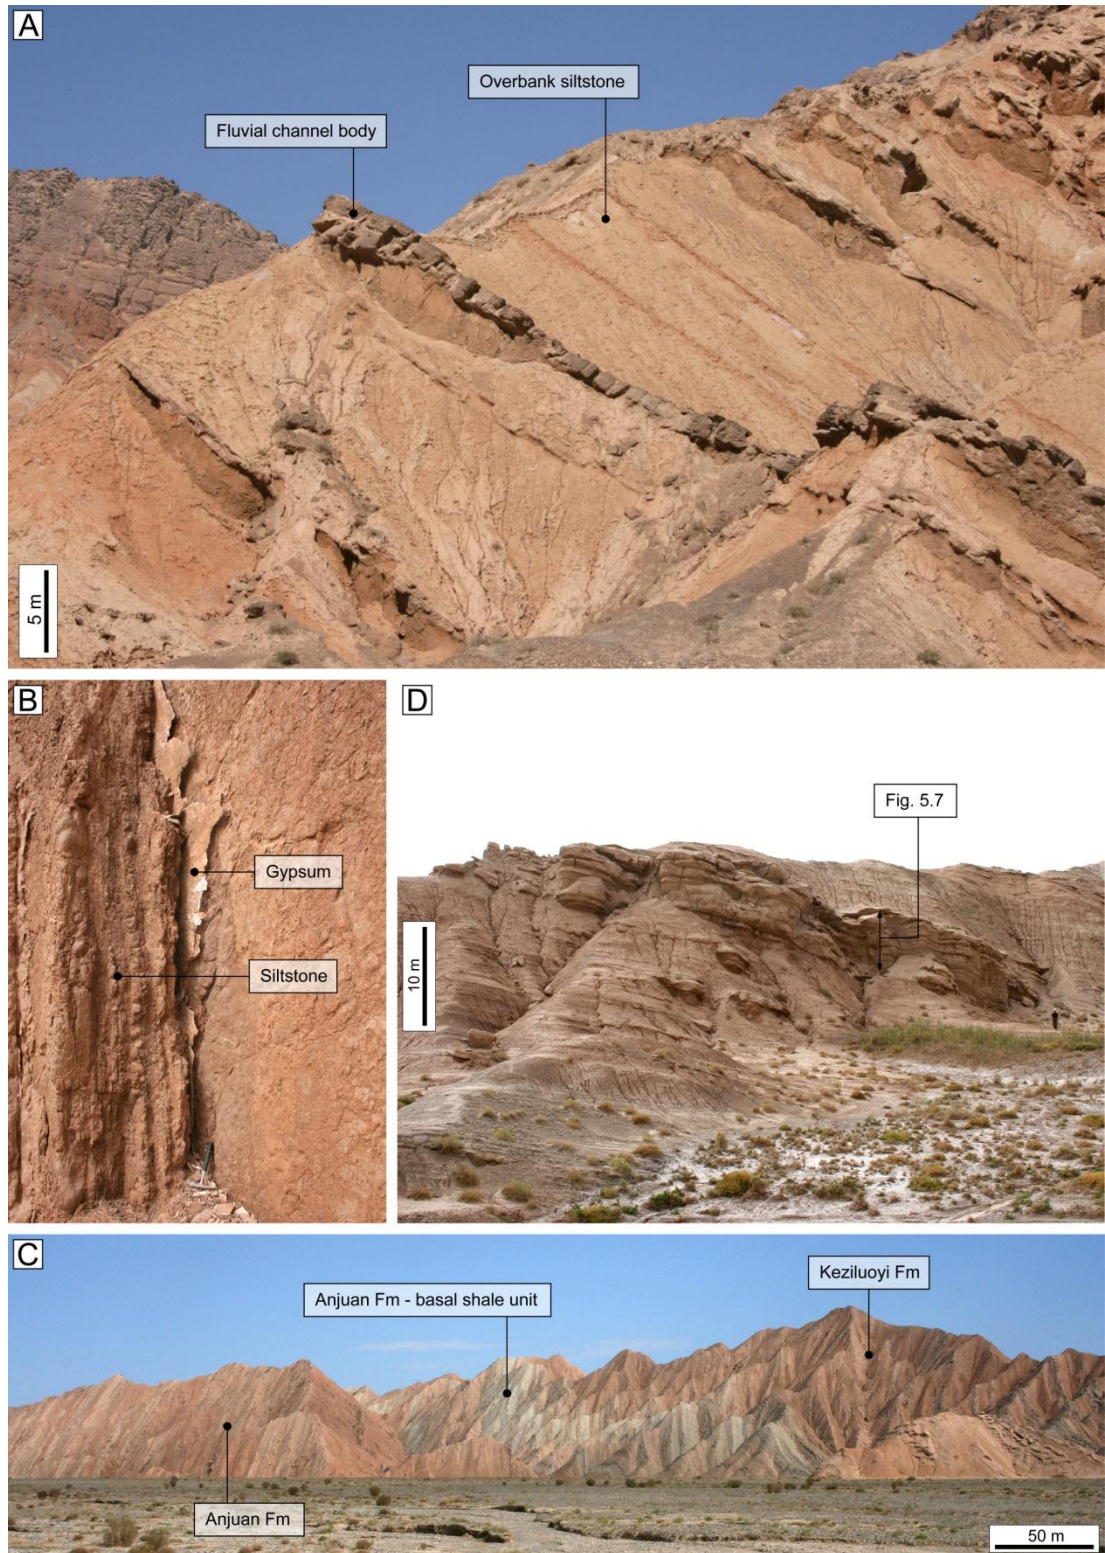 A
Overbank siltstone
Fluvial channel body
5 m
B
Gypsum
Siltstone
D
Fig. 5.7
10 m
C
Keziluoyi Fm
Anjuan Fm - basal shale unit
Anjuan Fm
50 m